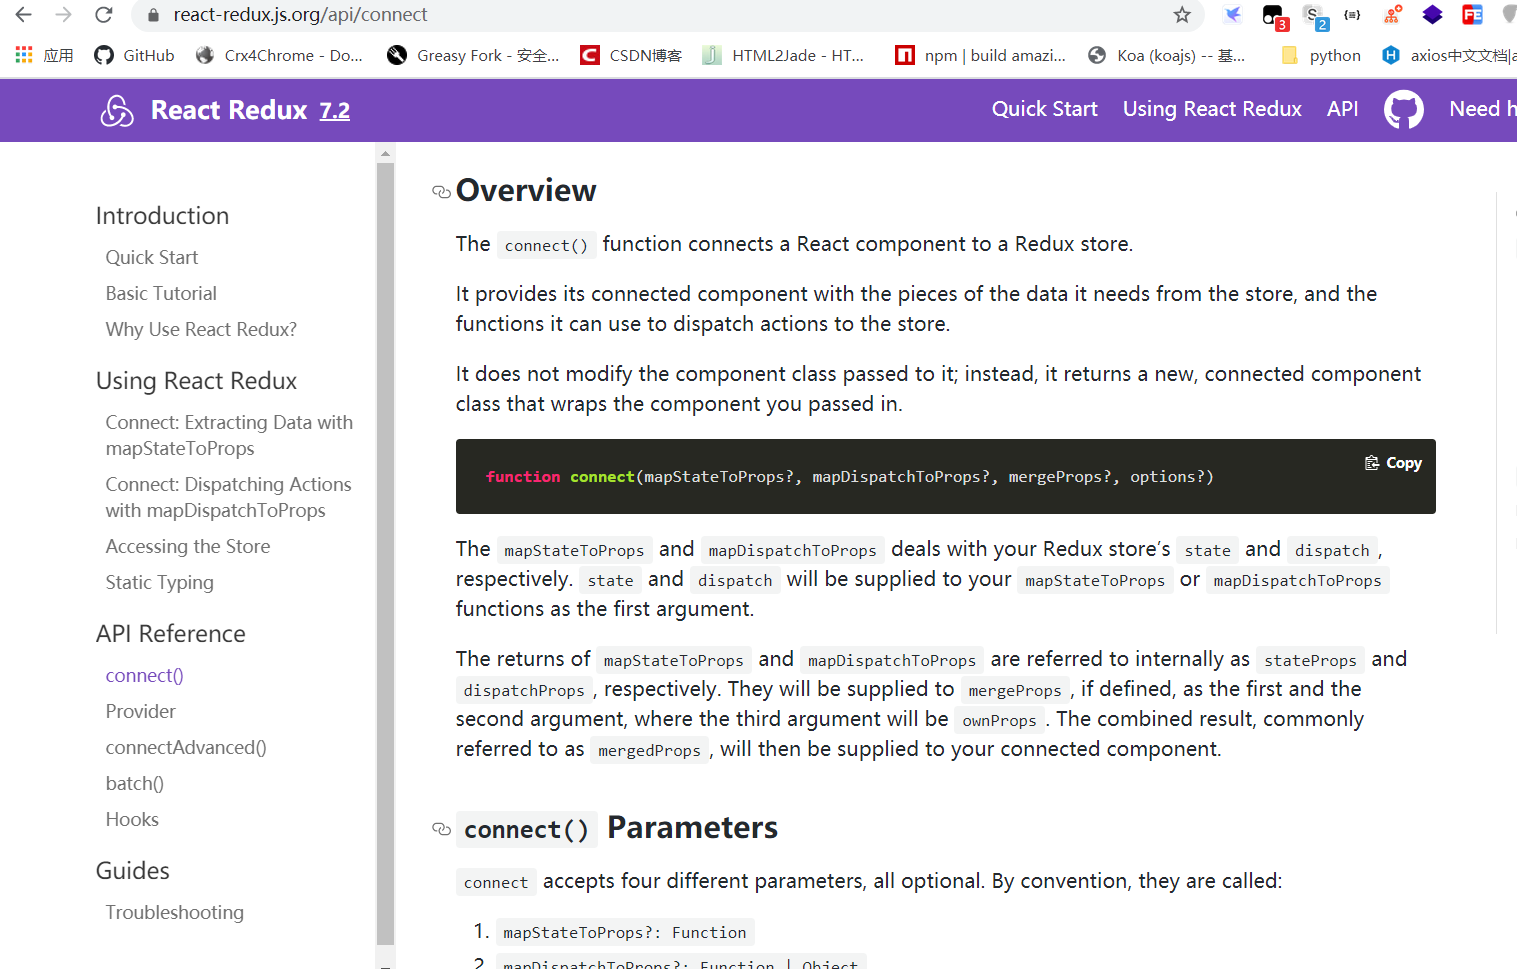 react-redux.js.org/api/connect
3
2
应用
GitHub
Crx4Chrome - Do...
Greasy Fork - 安全...
CSDN博客
HTML2Jade - HT...
npm | build amazi...
Koa (koajs) -- 基...
python
axios中文文档|a
React Redux 7.2
Quick Start
Using React Redux
API
Need h
Introduction
Quick Start
Basic Tutorial
Why Use React Redux?
Using React Redux
Connect: Extracting Data with
mapStateToProps
Connect: Dispatching Actions
with mapDispatchToProps
Accessing the Store
Static Typing
API Reference
connect()
Provider
connectAdvanced()
batch()
Hooks
Guides
Troubleshooting
Overview
The connect() function connects a React component to a Redux store.
It provides its connected component with the pieces of the data it needs from the store, and the
functions it can use to dispatch actions to the store.
It does not modify the component class passed to it; instead, it returns a new, connected component
class that wraps the component you passed in.
Copy
function connect(mapStateToProps?, mapDispatchToProps?, mergeProps?, options?)
The mapStateToProps and mapDispatchToProps deals with your Redux store’s state and dispatch,
respectively. state and dispatch will be supplied to your mapStateToProps or mapDispatchToProps
functions as the first argument.
The returns of mapStateToProps and mapDispatchToProps are referred to internally as stateProps and
dispatchProps, respectively. They will be supplied to mergeProps, if defined, as the first and the
second argument, where the third argument will be ownProps. The combined result, commonly
referred to as mergedProps, will then be supplied to your connected component.
connect() Parameters
connect accepts four different parameters, all optional. By convention, they are called:
1. mapStateToProps?: Function
2. mapDispatchToProps?: Function | Object